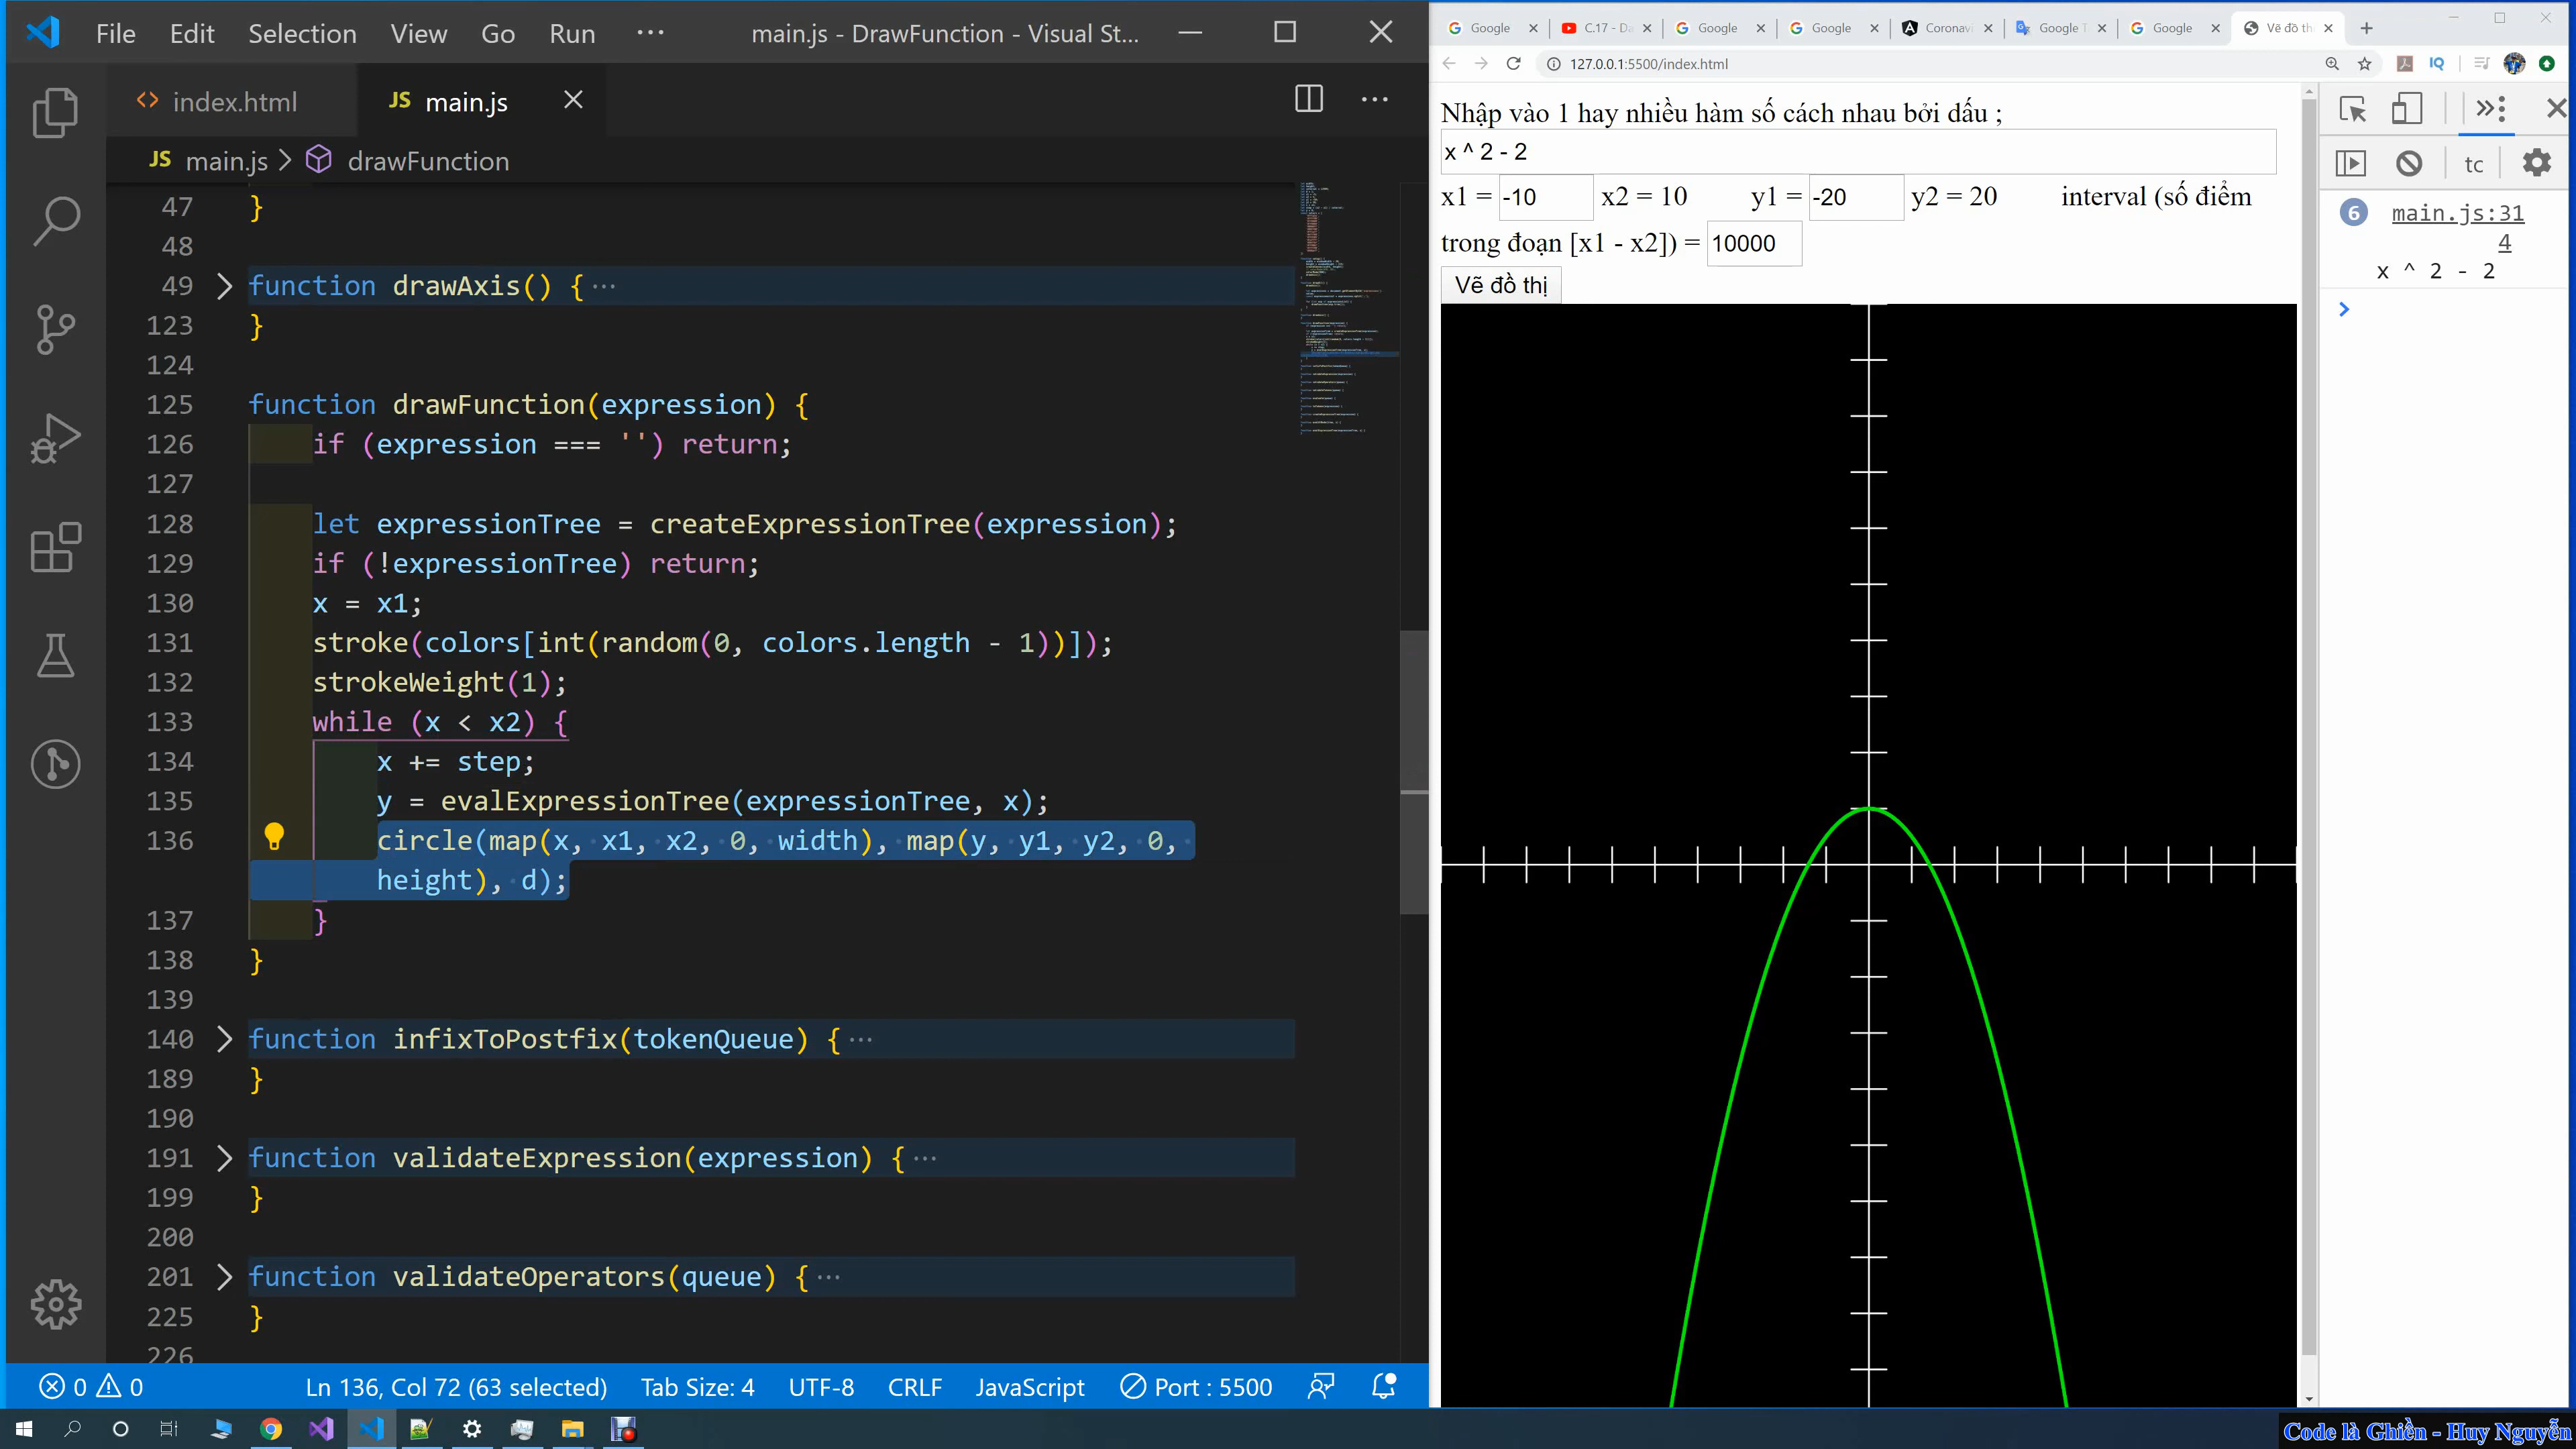 File Edit Selection View Go Run ··· main.js - DrawFunction - Visual St...
index.html JS main.js
JS main.js > drawFunction
47 }
48
49 function drawAxis() { ···
123 }
124
125 function drawFunction(expression) {
126 if (expression === '') return;
127
128 let expressionTree = createExpressionTree(expression);
129 if (!expressionTree) return;
130 x = x1;
131 stroke(colors[int(random(0, colors.length - 1))]);
132 strokeWeight(1);
133 while (x < x2) {
134 x += step;
135 y = evalExpressionTree(expressionTree, x);
136 circle(map(x, x1, x2, 0, width), map(y, y1, y2, 0,
height), d);
137 }
138 }
139
140 function infixToPostfix(tokenQueue) { ···
189 }
190
191 function validateExpression(expression) { ···
199 }
200
201 function validateOperators(queue) { ···
225 }
226
0 0 Ln 136, Col 72 (63 selected) Tab Size: 4 UTF-8 CRLF JavaScript Port : 5500
Google C.17 - Da Google Google Coronavi Google T Google Vẽ đồ th
127.0.0.1:5500/index.html
IQ
Nhập vào 1 hay nhiều hàm số cách nhau bởi dấu ;
x ^ 2 - 2
x1 = -10 x2 = 10 y1 = -20 y2 = 20 interval (số điểm
trong đoạn [x1 - x2]) = 10000
Vẽ đồ thị
tc
6 main.js:31
4
x ^ 2 - 2
Code là Ghiền - Huy Nguyễn